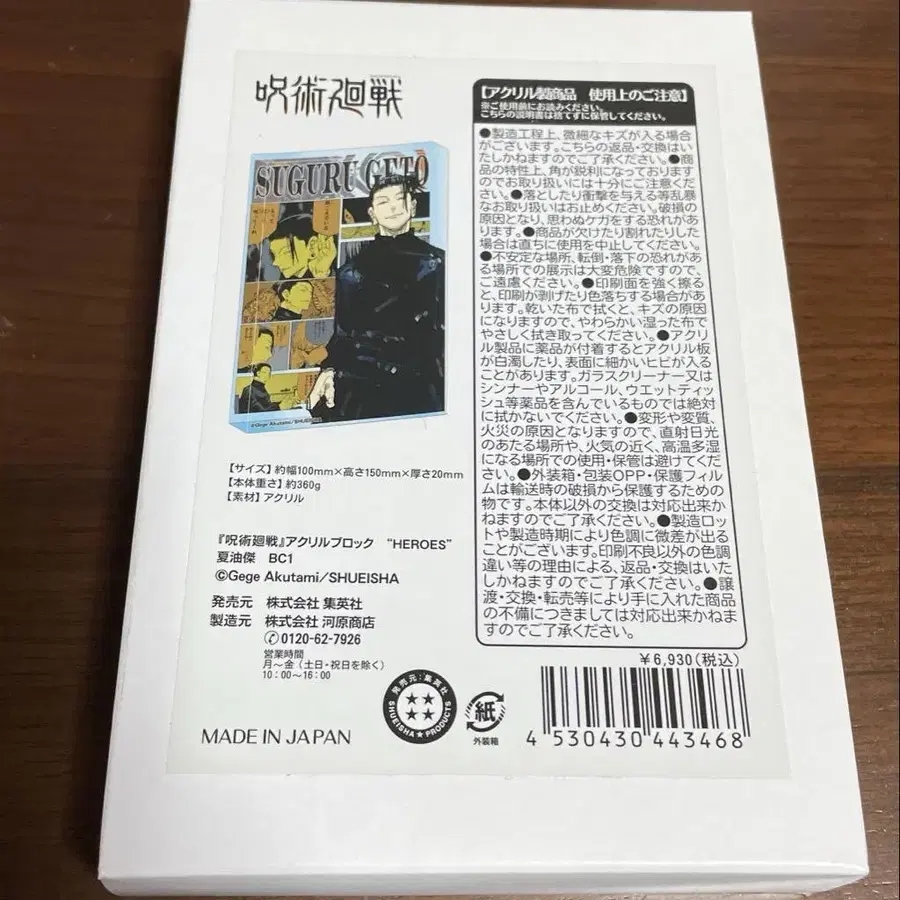 呪術廻戦
SUGURU GETO
©Gege Akutami/SHUEISHA
【サイズ】約幅100mm×高さ150mm×厚さ20mm
【本体重さ】約360g
【素材】アクリル
『呪術廻戦』アクリルブロック “HEROES”
夏油傑 BC1
©Gege Akutami/SHUEISHA
発売元 株式会社 集英社
製造元 株式会社 河原商店
✆0120-62-7926
営業時間
月～金（土日・祝日を除く）
10:00～16:00
MADE IN JAPAN
発売元:集英社
SHUEISHA★PRODUCTS
紙
外装箱
【アクリル製商品 使用上のご注意】
※ご使用前にお読みください。
こちらの説明書は捨てずに保管してください。
●製造工程上、微細なキズが入る場合
がございます。こちらの返品・交換はい
たしかねますのでご了承ください。●商
品の特性上、角が鋭利になっております
のでお取り扱いには十分にご注意くだ
さい。●落としたり衝撃を与える等乱暴
なお取り扱いはお止めください。破損の
原因となり、思わぬケガをする恐れがあ
ります。●商品が欠けたり割れたりした
場合は直ちに使用を中止してください。
●不安定な場所、転倒・落下の恐れがあ
る場所での展示は大変危険ですので、
ご遠慮ください。●印刷面を強く擦る
と、印刷が剥げたり色落ちする場合があ
ります。乾いた布で拭くと、キズの原因
になりますので、やわらかい湿った布で
やさしく拭き取ってください。●アクリ
ル製品に薬品が付着するとアクリル板
が白濁したり、表面に細かいヒビが入る
ことがあります。ガラスクリーナー又は
シンナーやアルコール、ウエットティッ
シュ等薬品を含んでいるものでは絶対
に拭かないでください。●変形や変質、
火災の原因となりますので、直射日光
のあたる場所や、火気の近く、高温多湿
になる場所での使用・保管は避けてくだ
さい。●外装箱・包装OPP・保護フィル
ムは輸送時の破損から保護するための
物です。本体以外の交換は対応出来か
ねますのでご了承ください。●製造ロッ
トや製造時期により色調に微差が出る
ことがございます。印刷不良以外の色調
違い等の理由による、返品・交換はいた
しかねますのでご了承ください。●譲
渡・交換・転売等により手に入れた商品
の不備につきましては対応出来かねま
すのでご了承ください。
¥6,930(税込)
4 530430 443468